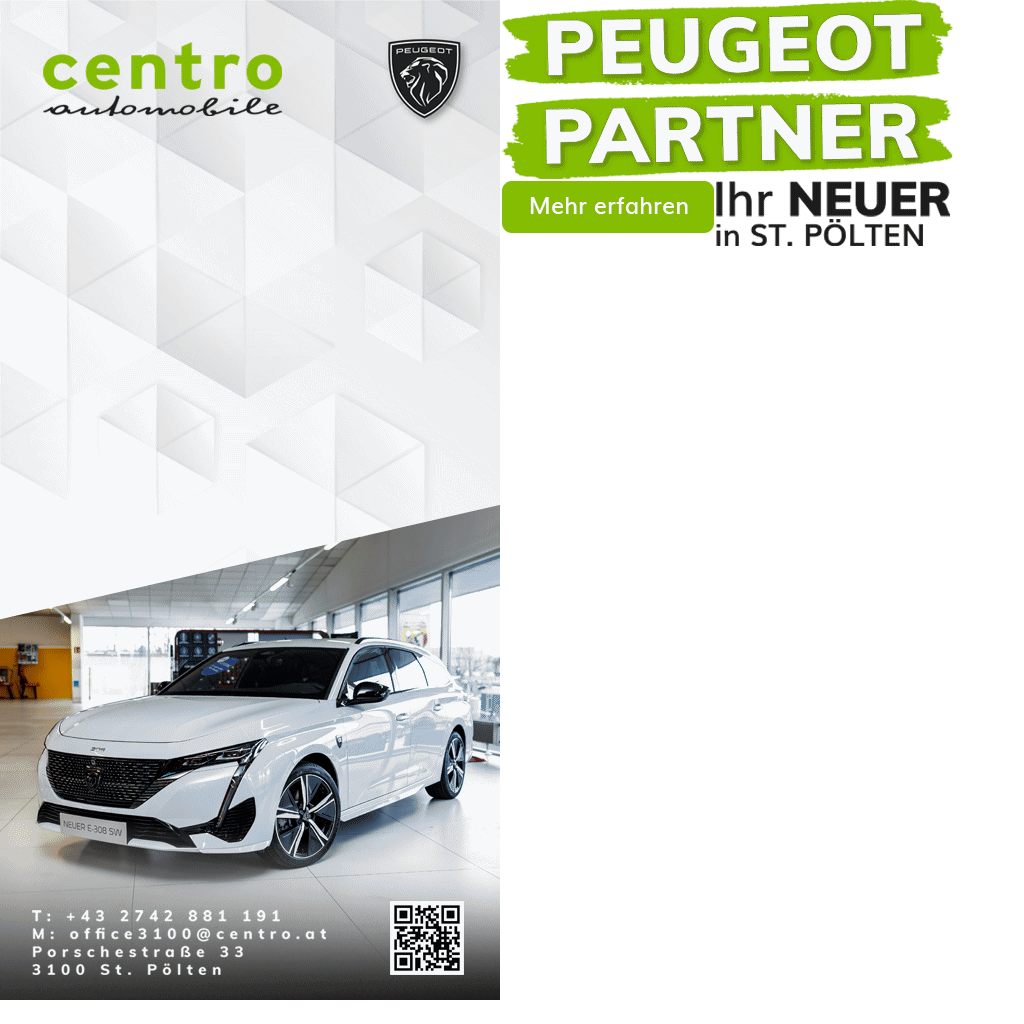 centro
automobile
PEUGEOT
PEUGEOT
PARTNER
Mehr erfahren
Ihr NEUER
in ST. PÖLTEN
308
NEUER E-308 SW
T: +43 2742 881 191
M: office3100@centro.at
Porschestraße 33
3100 St. Pölten